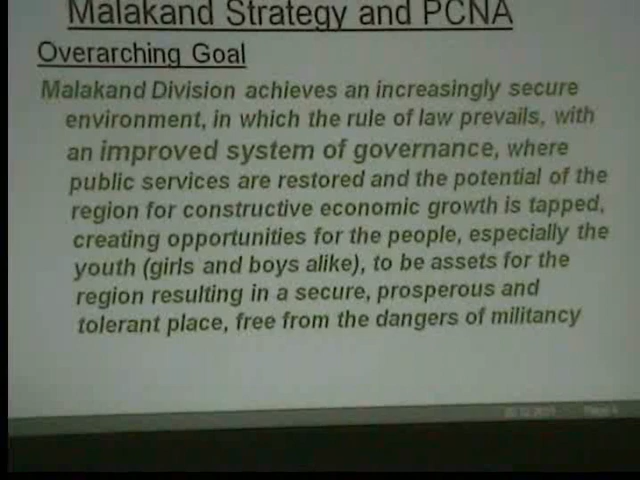 Malakand Strategy and PCNA
Overarching Goal
Malakand Division achieves an increasingly secure
environment, in which the rule of law prevails, with
an improved system of governance, where
public services are restored and the potential of the
region for constructive economic growth is tapped,
creating opportunities for the people, especially the
youth (girls and boys alike), to be assets for the
region resulting in a secure, prosperous and
tolerant place, free from the dangers of militancy